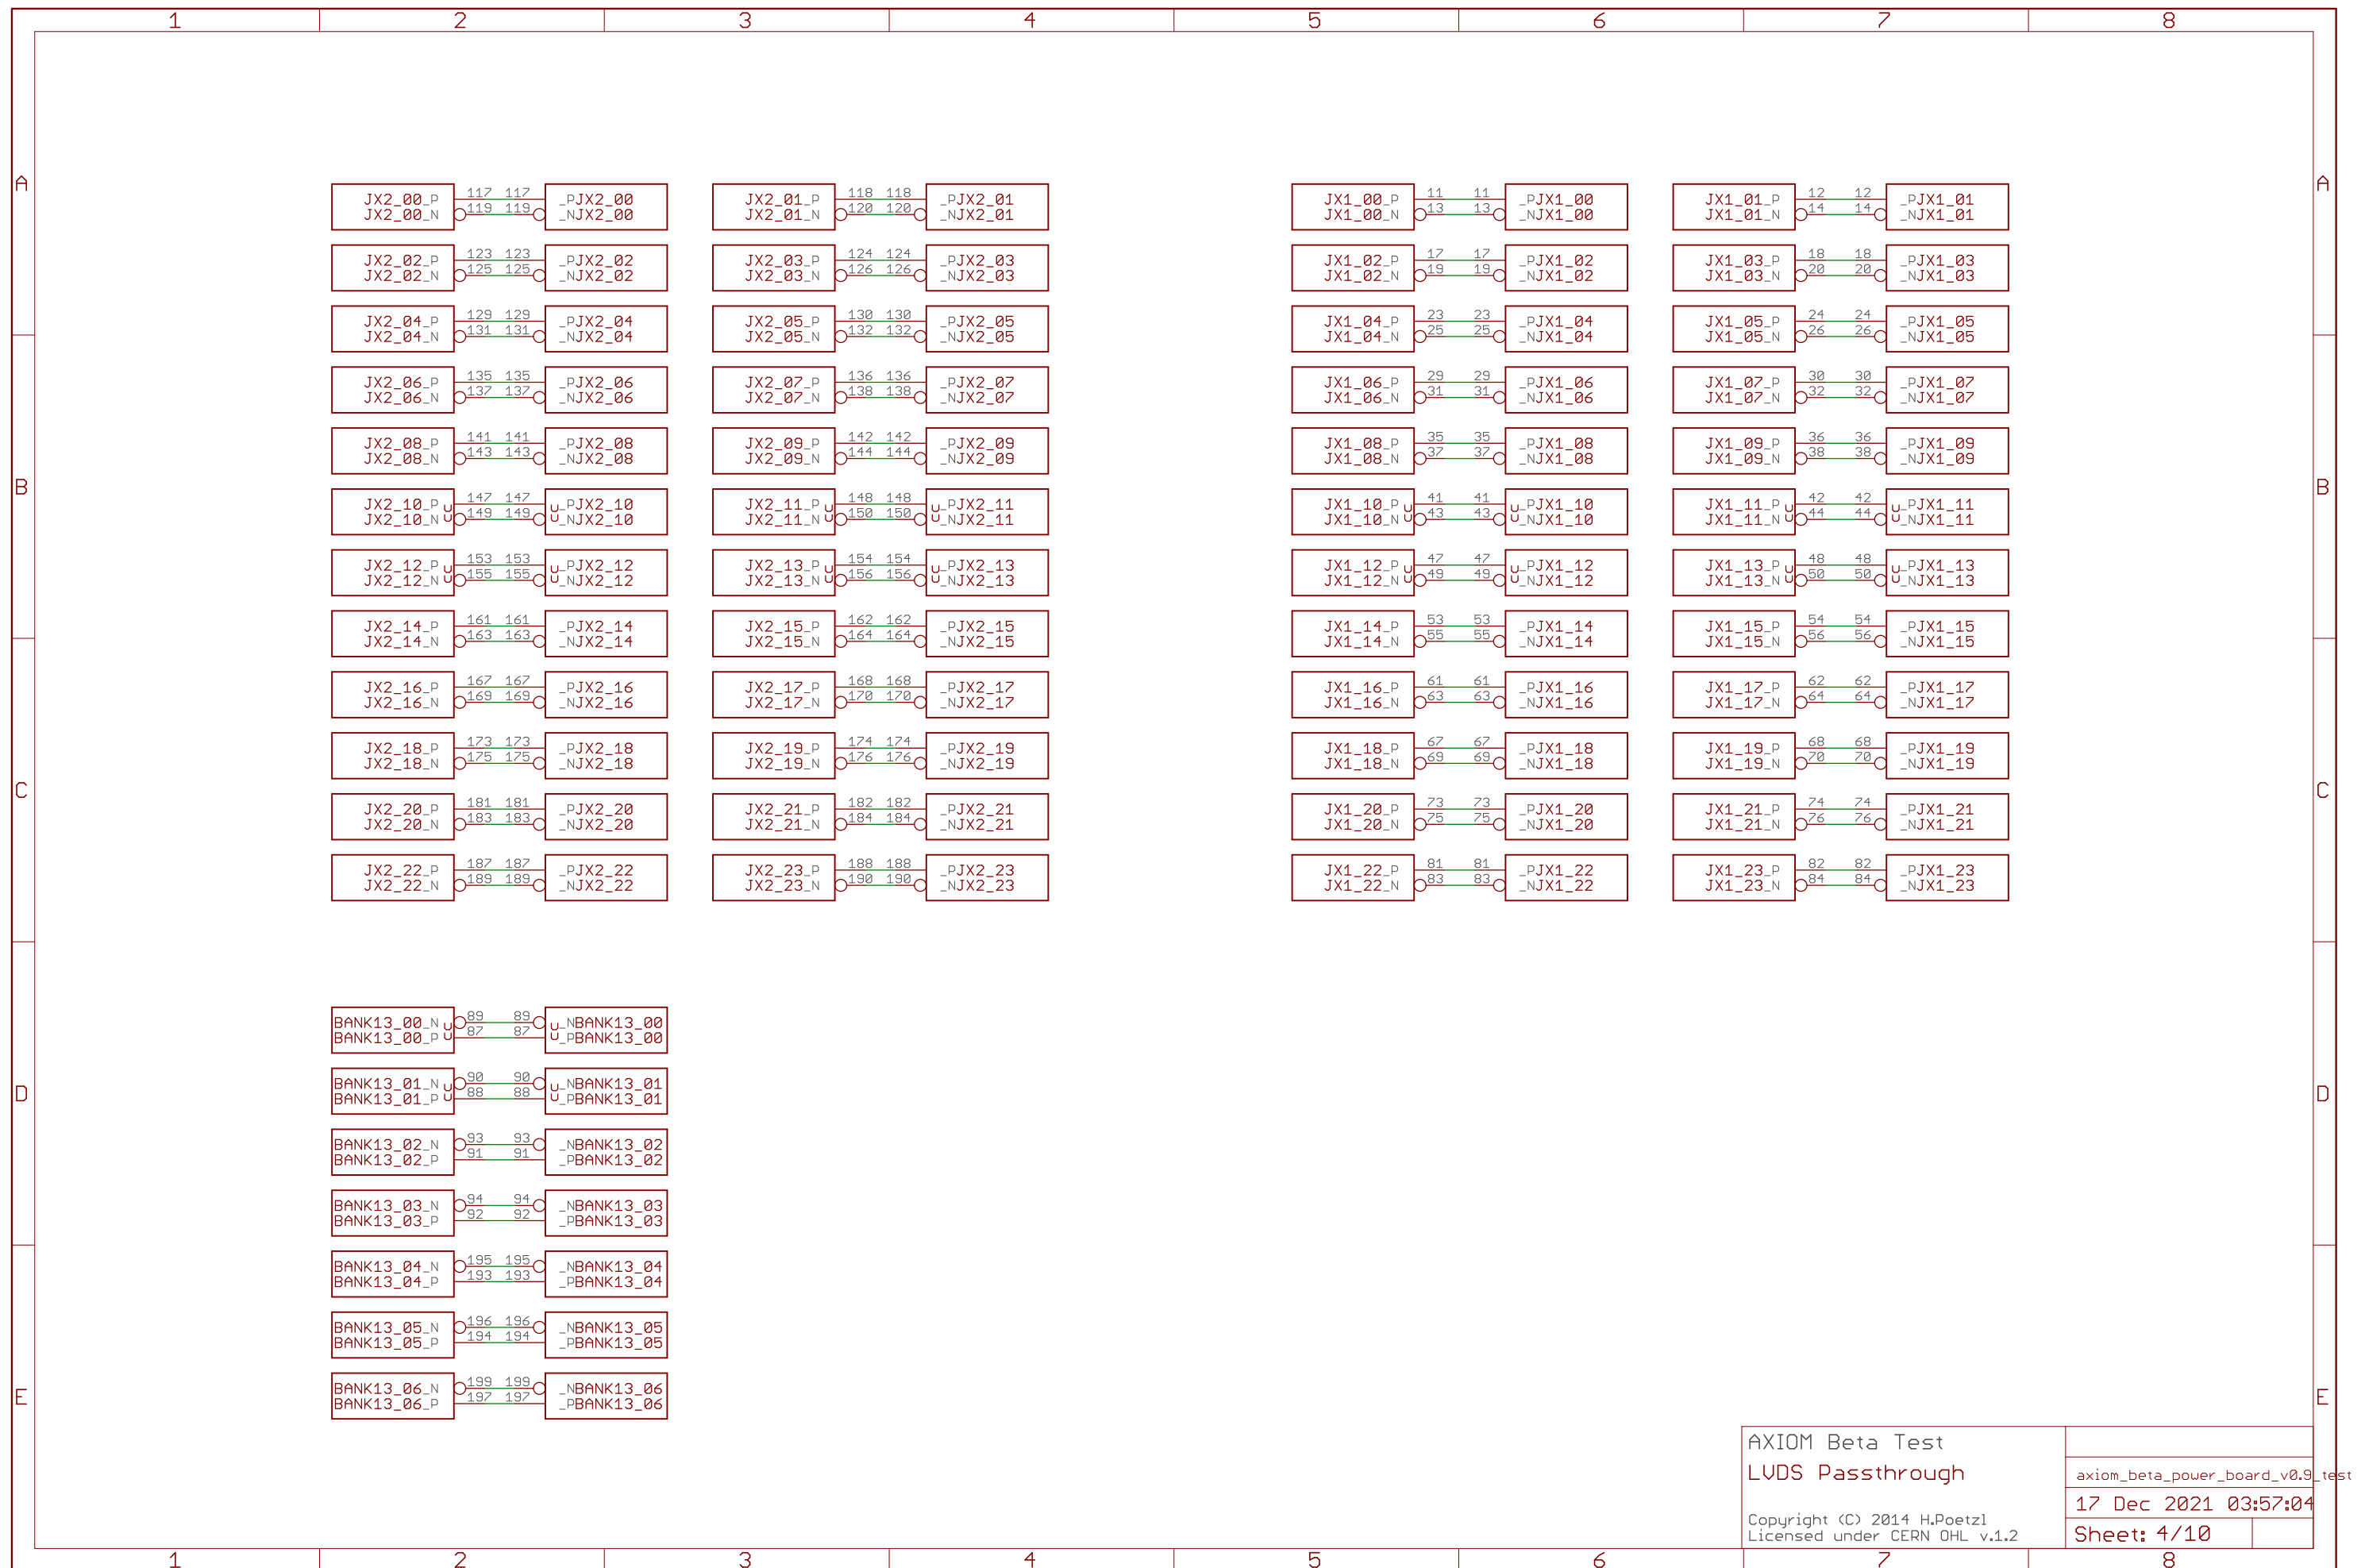 1 2 3 4 5 6 7 8
A A
JX2_00_P 117 117 _PJX2_00 JX2_01_P 118 118 _PJX2_01 JX1_00_P 11 11 _PJX1_00 JX1_01_P 12 12 _PJX1_01
JX2_00_N 119 119 _NJX2_00 JX2_01_N 120 120 _NJX2_01 JX1_00_N 13 13 _NJX1_00 JX1_01_N 14 14 _NJX1_01
JX2_02_P 123 123 _PJX2_02 JX2_03_P 124 124 _PJX2_03 JX1_02_P 17 17 _PJX1_02 JX1_03_P 18 18 _PJX1_03
JX2_02_N 125 125 _NJX2_02 JX2_03_N 126 126 _NJX2_03 JX1_02_N 19 19 _NJX1_02 JX1_03_N 20 20 _NJX1_03
JX2_04_P 129 129 _PJX2_04 JX2_05_P 130 130 _PJX2_05 JX1_04_P 23 23 _PJX1_04 JX1_05_P 24 24 _PJX1_05
JX2_04_N 131 131 _NJX2_04 JX2_05_N 132 132 _NJX2_05 JX1_04_N 25 25 _NJX1_04 JX1_05_N 26 26 _NJX1_05
JX2_06_P 135 135 _PJX2_06 JX2_07_P 136 136 _PJX2_07 JX1_06_P 29 29 _PJX1_06 JX1_07_P 30 30 _PJX1_07
JX2_06_N 137 137 _NJX2_06 JX2_07_N 138 138 _NJX2_07 JX1_06_N 31 31 _NJX1_06 JX1_07_N 32 32 _NJX1_07
JX2_08_P 141 141 _PJX2_08 JX2_09_P 142 142 _PJX2_09 JX1_08_P 35 35 _PJX1_08 JX1_09_P 36 36 _PJX1_09
JX2_08_N 143 143 _NJX2_08 JX2_09_N 144 144 _NJX2_09 JX1_08_N 37 37 _NJX1_08 JX1_09_N 38 38 _NJX1_09
B B
JX2_10_P U 147 147 U_PJX2_10 JX2_11_P U 148 148 U_PJX2_11 JX1_10_P U 41 41 U_PJX1_10 JX1_11_P U 42 42 U_PJX1_11
JX2_10_N U 149 149 U_NJX2_10 JX2_11_N U 150 150 U_NJX2_11 JX1_10_N U 43 43 U_NJX1_10 JX1_11_N U 44 44 U_NJX1_11
JX2_12_P U 153 153 U_PJX2_12 JX2_13_P U 154 154 U_PJX2_13 JX1_12_P U 47 47 U_PJX1_12 JX1_13_P U 48 48 U_PJX1_13
JX2_12_N U 155 155 U_NJX2_12 JX2_13_N U 156 156 U_NJX2_13 JX1_12_N U 49 49 U_NJX1_12 JX1_13_N U 50 50 U_NJX1_13
JX2_14_P 161 161 _PJX2_14 JX2_15_P 162 162 _PJX2_15 JX1_14_P 53 53 _PJX1_14 JX1_15_P 54 54 _PJX1_15
JX2_14_N 163 163 _NJX2_14 JX2_15_N 164 164 _NJX2_15 JX1_14_N 55 55 _NJX1_14 JX1_15_N 56 56 _NJX1_15
JX2_16_P 167 167 _PJX2_16 JX2_17_P 168 168 _PJX2_17 JX1_16_P 61 61 _PJX1_16 JX1_17_P 62 62 _PJX1_17
JX2_16_N 169 169 _NJX2_16 JX2_17_N 170 170 _NJX2_17 JX1_16_N 63 63 _NJX1_16 JX1_17_N 64 64 _NJX1_17
JX2_18_P 173 173 _PJX2_18 JX2_19_P 174 174 _PJX2_19 JX1_18_P 67 67 _PJX1_18 JX1_19_P 68 68 _PJX1_19
JX2_18_N 175 175 _NJX2_18 JX2_19_N 176 176 _NJX2_19 JX1_18_N 69 69 _NJX1_18 JX1_19_N 70 70 _NJX1_19
C C
JX2_20_P 181 181 _PJX2_20 JX2_21_P 182 182 _PJX2_21 JX1_20_P 73 73 _PJX1_20 JX1_21_P 74 74 _PJX1_21
JX2_20_N 183 183 _NJX2_20 JX2_21_N 184 184 _NJX2_21 JX1_20_N 75 75 _NJX1_20 JX1_21_N 76 76 _NJX1_21
JX2_22_P 187 187 _PJX2_22 JX2_23_P 188 188 _PJX2_23 JX1_22_P 81 81 _PJX1_22 JX1_23_P 82 82 _PJX1_23
JX2_22_N 189 189 _NJX2_22 JX2_23_N 190 190 _NJX2_23 JX1_22_N 83 83 _NJX1_22 JX1_23_N 84 84 _NJX1_23
BANK13_00_N U 89 89 U_NBANK13_00
BANK13_00_P U 87 87 U_PBANK13_00
BANK13_01_N U 90 90 U_NBANK13_01
BANK13_01_P U 88 88 U_PBANK13_01
D D
BANK13_02_N 93 93 _NBANK13_02
BANK13_02_P 91 91 _PBANK13_02
BANK13_03_N 94 94 _NBANK13_03
BANK13_03_P 92 92 _PBANK13_03
BANK13_04_N 195 195 _NBANK13_04
BANK13_04_P 193 193 _PBANK13_04
BANK13_05_N 196 196 _NBANK13_05
BANK13_05_P 194 194 _PBANK13_05
BANK13_06_N 199 199 _NBANK13_06
BANK13_06_P 197 197 _PBANK13_06
E E
AXIOM Beta Test
LVDS Passthrough
axiom_beta_power_board_v0.9_test
17 Dec 2021 03:57:04
Copyright (C) 2014 H.Poetzl
Licensed under CERN OHL v.1.2
Sheet: 4/10
1 2 3 4 5 6 7 8